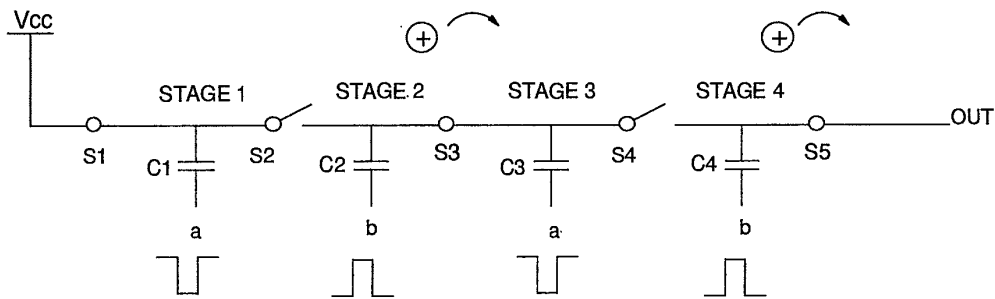 Vcc
+ +
STAGE 1 STAGE 2 STAGE 3 STAGE 4
OUT
S1 C1 S2 C2 S3 C3 S4 C4 S5
a b a b